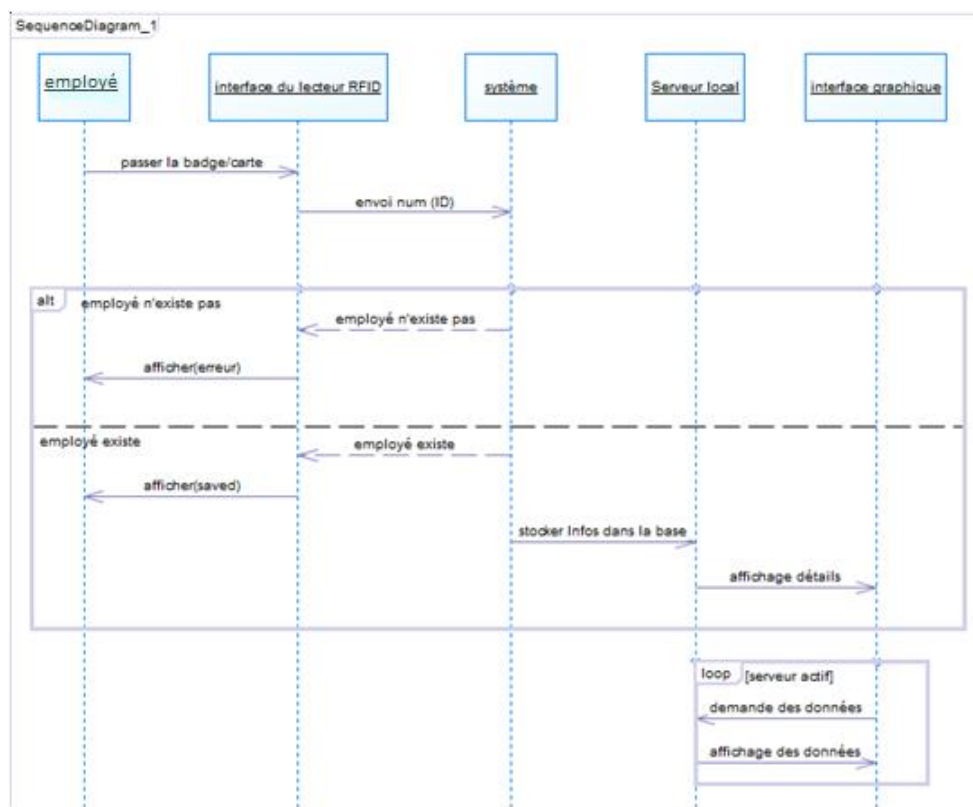 SequenceDiagram_1
employé
interface du lecteur RFID
système
Serveur local
interface graphique
passer la badge/carte
envoi num (ID)
alt
employé n'existe pas
employé n'existe pas
afficher(erreur)
employé existe
employé existe
afficher(saved)
stocker Infos dans la base
affichage détails
loop
[serveur actif]
demande des données
affichage des données